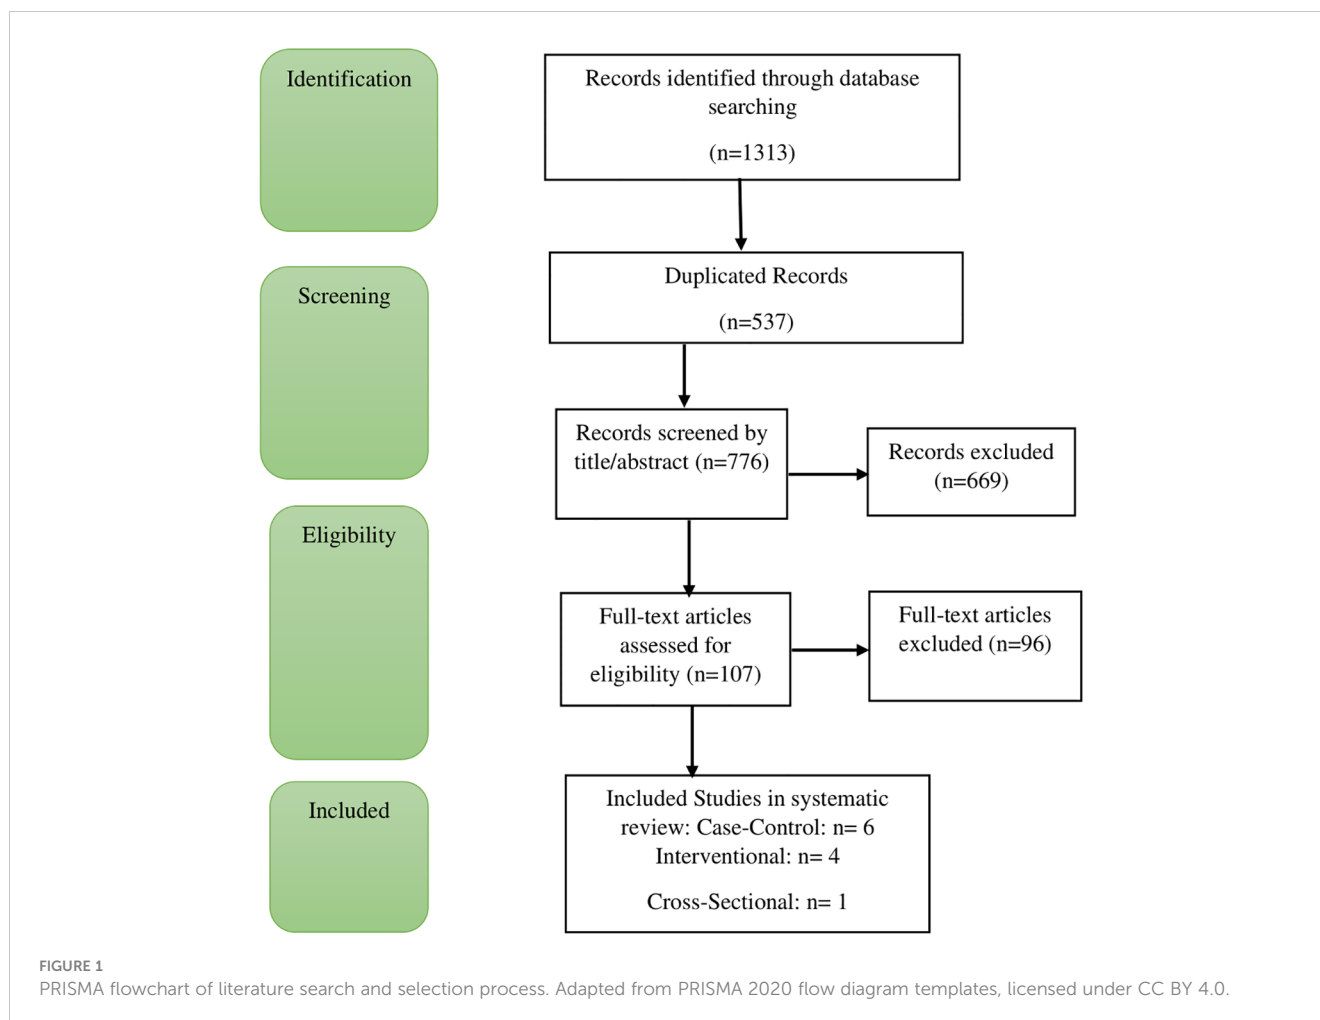 Identification
Records identified through database
searching
(n=1313)
Screening
Duplicated Records
(n=537)
Records screened by
title/abstract (n=776)
Records excluded
(n=669)
Eligibility
Full-text articles
assessed for
eligibility (n=107)
Full-text articles
excluded (n=96)
Included
Included Studies in systematic
review: Case-Control: n= 6
Interventional: n= 4
Cross-Sectional: n= 1
FIGURE 1
PRISMA flowchart of literature search and selection process. Adapted from PRISMA 2020 flow diagram templates, licensed under CC BY 4.0.